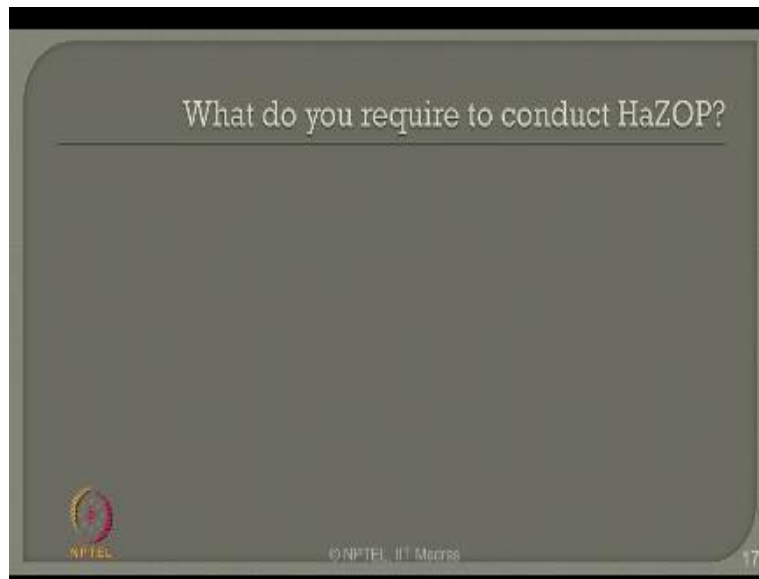 What do you require to conduct HaZOP?
NPTEL
© NPTEL, IIT Madras
17